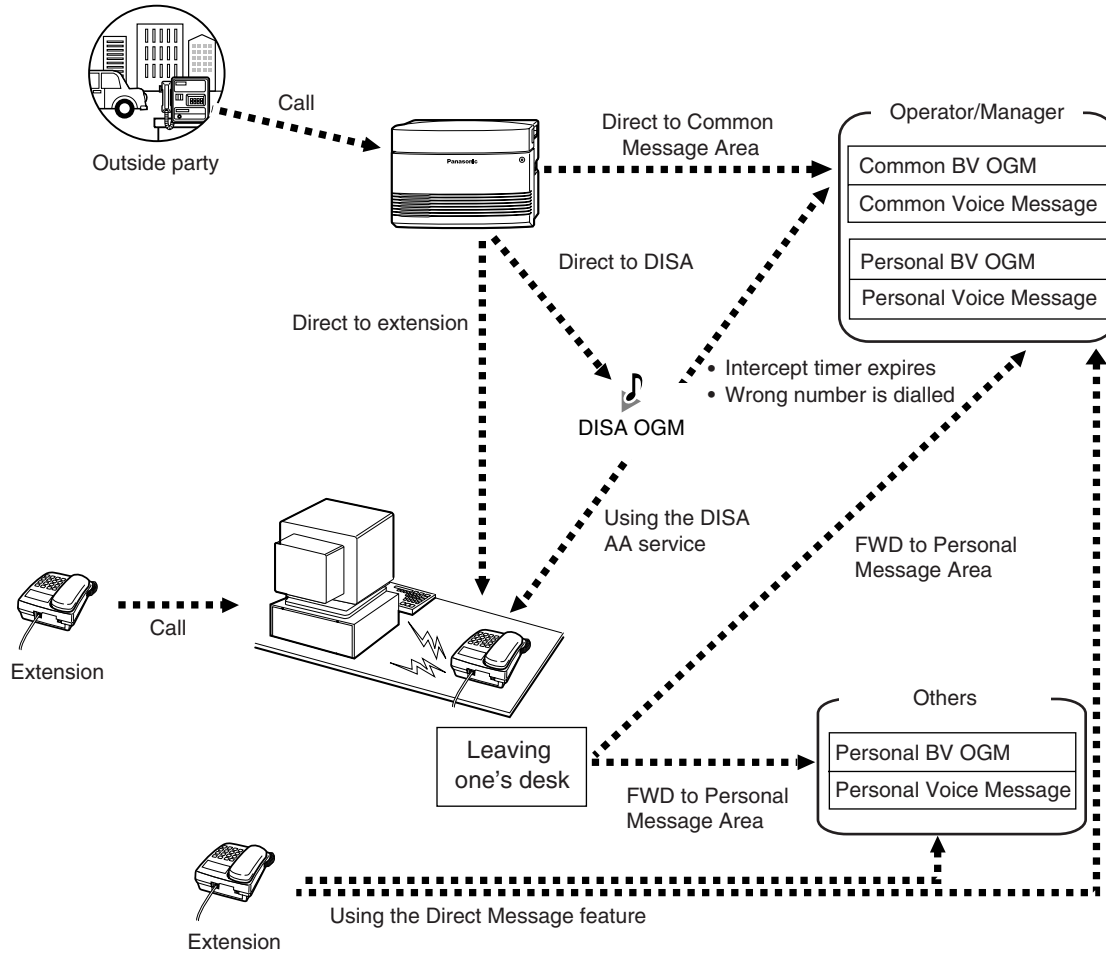 Call
Outside party
Panasonic
Direct to Common
Message Area
Operator/Manager
Common BV OGM
Common Voice Message
Personal BV OGM
Personal Voice Message
Direct to DISA
Direct to extension
• Intercept timer expires
• Wrong number is dialled
DISA OGM
Using the DISA
AA service
FWD to Personal
Message Area
Call
Extension
Leaving
one's desk
FWD to Personal
Message Area
Others
Personal BV OGM
Personal Voice Message
Using the Direct Message feature
Extension